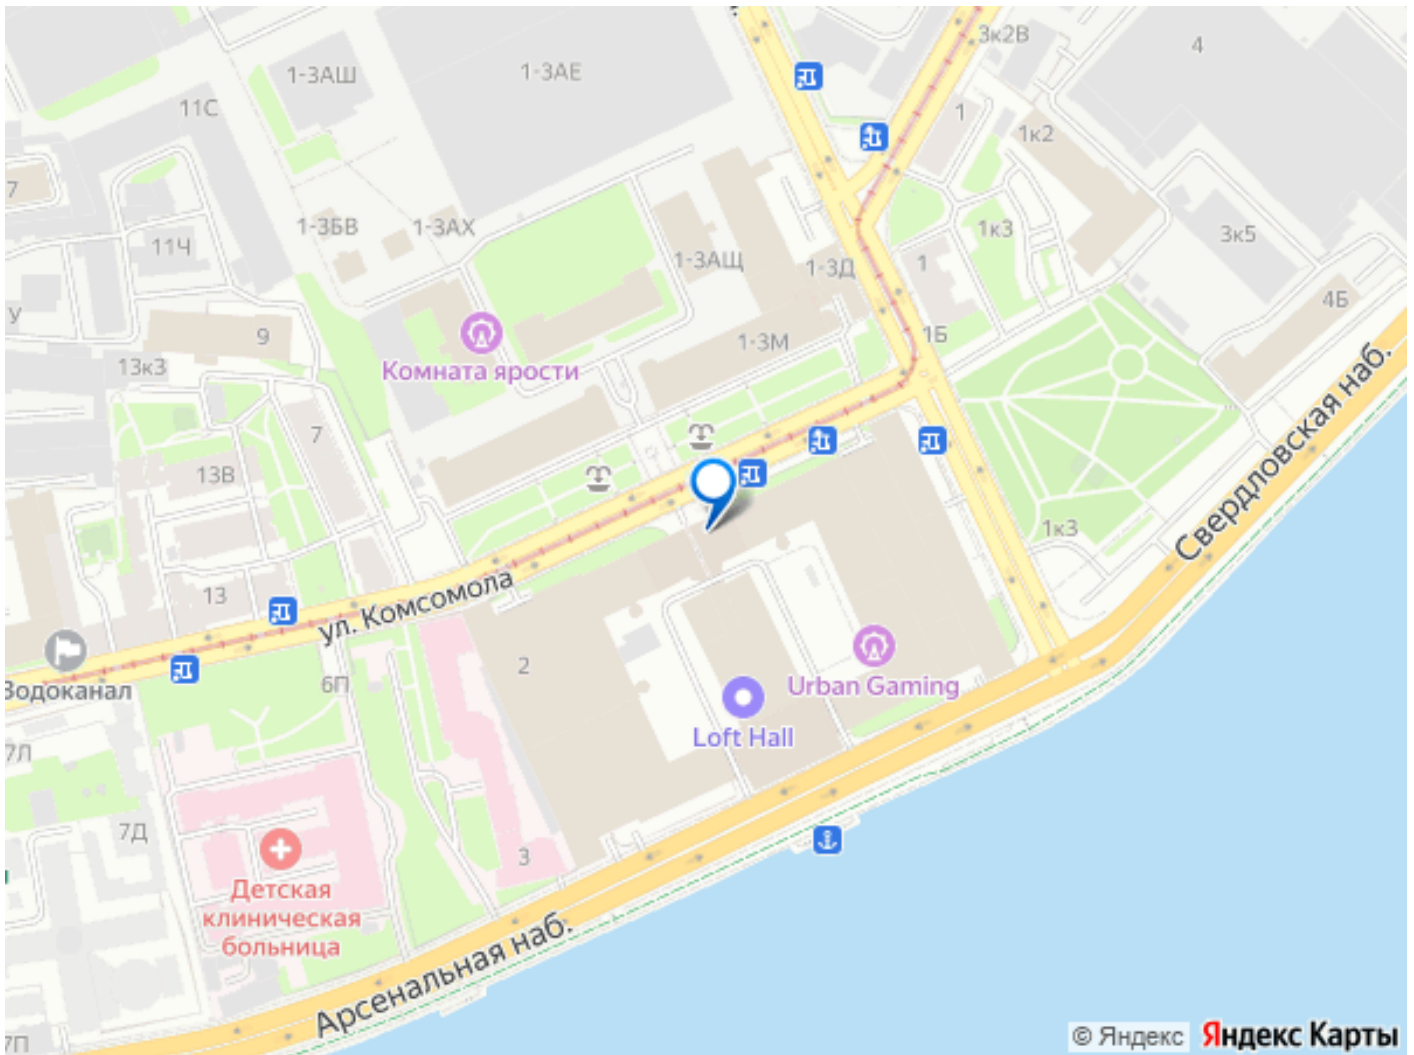 3к2В
4
1-3АШ
1-3АЕ
11С
1
1к2
7
1-3БВ
1-3АХ
1к3
3к5
11Ч
1-3АЩ
1-3Д
1
4Б
У
9
1-3М
1Б
13к3
Комната ярости
Свердловская наб.
7
13В
1к3
ул. Комсомола
13
2
Водоканал
6П
Urban Gaming
Loft Hall
7Л
7Д
3
Детская
клиническая
больница
Арсенальная наб.
7П
© Яндекс
Яндекс Карты